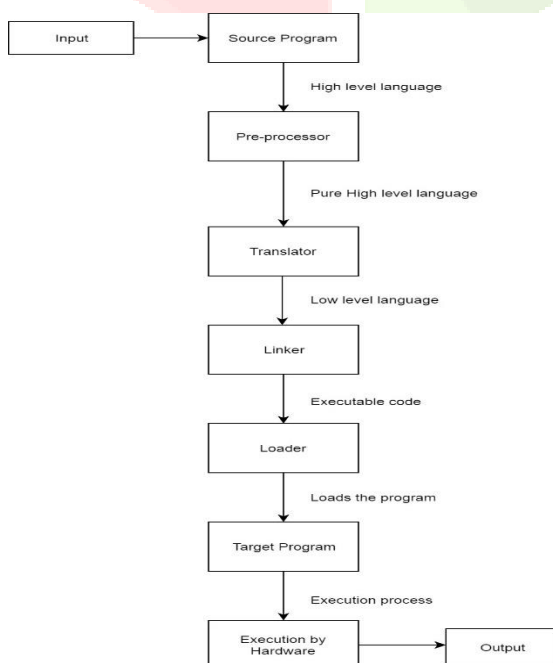 Input
Source Program
High level language
Pre-processor
Pure High level language
Translator
Low level language
Linker
Executable code
Loader
Loads the program
Target Program
Execution process
Execution by
Hardware
Output